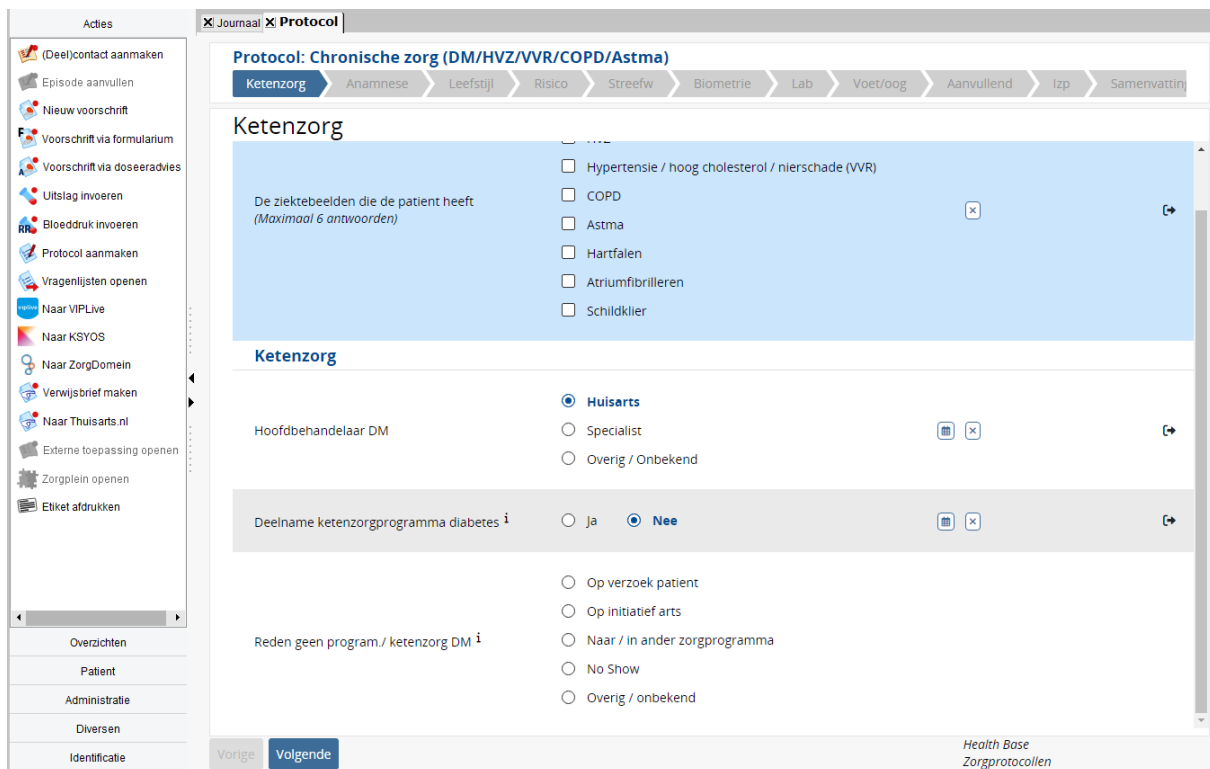 Acties
(Deel)contact aanmaken
Episode aanvullen
Nieuw voorschrift
Voorschrift via formularium
Voorschrift via doseeradvies
Uitslag invoeren
Bloeddruk invoeren
Protocol aanmaken
Vragenlijsten openen
Naar VIPLive
Naar KSYOS
Naar ZorgDomein
Verwijsbrief maken
Naar Thuisarts.nl
Externe toepassing openen
Zorgplein openen
Etiket afdrukken
Overzichten
Patient
Administratie
Diversen
Identificatie
Journaal Protocol
Protocol: Chronische zorg (DM/HVZ/VVR/COPD/Astma)
Ketenzorg Anamnese Leefstijl Risico Streefw Biometrie Lab Voet/oog Aanvullend Izp Samenvatting
Ketenzorg
De ziektebeelden die de patient heeft
(Maximaal 6 antwoorden)
HVZ
Hypertensie / hoog cholesterol / nierschade (VVR)
COPD
Astma
Hartfalen
Atriumfibrilleren
Schildklier
Ketenzorg
Hoofdbehandelaar DM
Huisarts
Specialist
Overig / Onbekend
Deelname ketenzorgprogramma diabetes i
Ja Nee
Reden geen program./ ketenzorg DM i
Op verzoek patient
Op initiatief arts
Naar / in ander zorgprogramma
No Show
Overig / onbekend
Vorige Volgende
Health Base
Zorgprotocollen